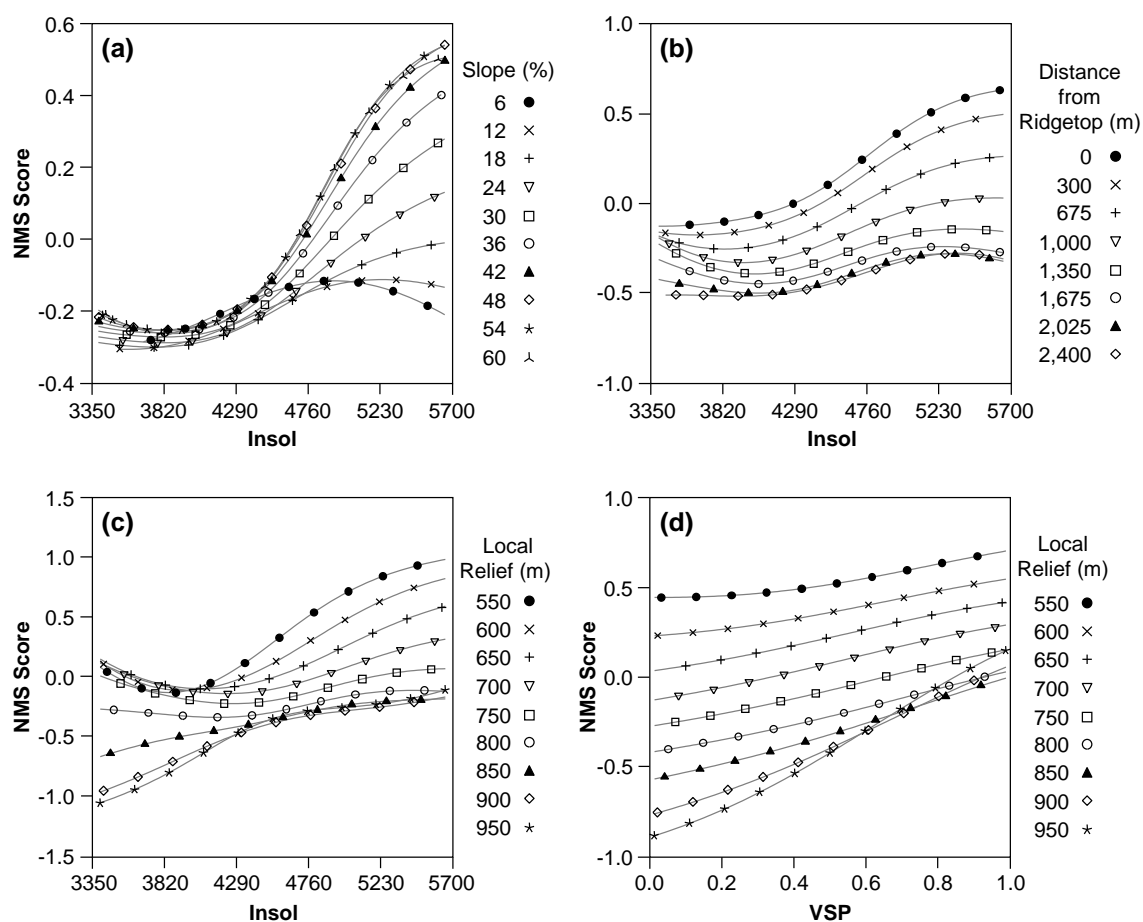 (a)
NMS Score
0.6
0.4
0.2
0.0
-0.2
-0.4
3350 3820 4290 4760 5230 5700
Insol
Slope (%)
6
12
18
24
30
36
42
48
54
60
(b)
NMS Score
1.0
0.5
0.0
-0.5
-1.0
3350 3820 4290 4760 5230 5700
Insol
Distance
from
Ridgetop (m)
0
300
675
1,000
1,350
1,675
2,025
2,400
(c)
NMS Score
1.5
1.0
0.5
0.0
-0.5
-1.0
-1.5
3350 3820 4290 4760 5230 5700
Insol
Local
Relief (m)
550
600
650
700
750
800
850
900
950
(d)
NMS Score
1.0
0.5
0.0
-0.5
-1.0
0.0 0.2 0.4 0.6 0.8 1.0
VSP
Local
Relief (m)
550
600
650
700
750
800
850
900
950